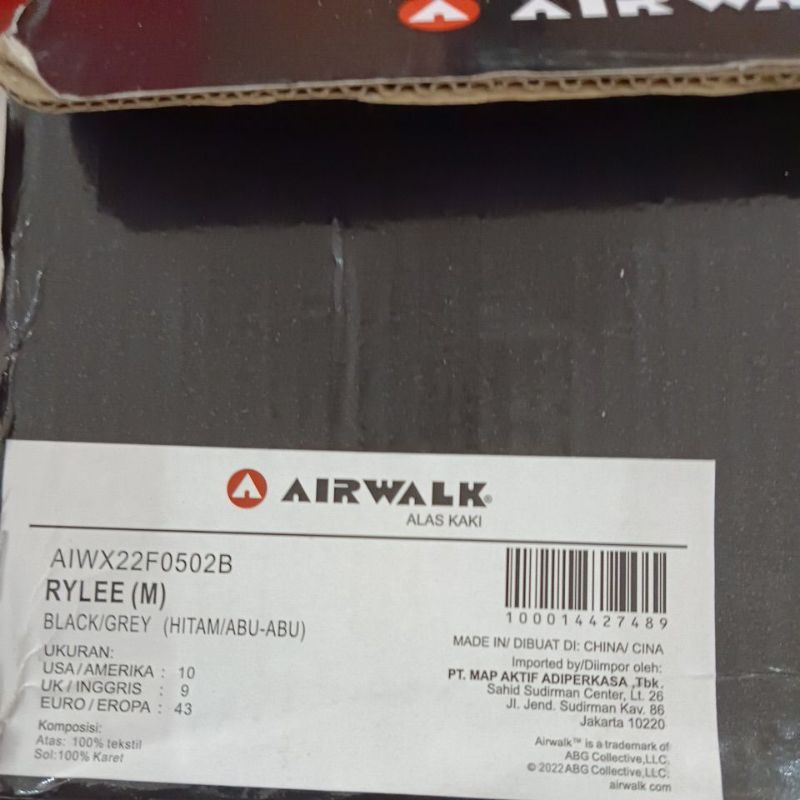 AIRWA
AIRWALK®
ALAS KAKI
AIWX22F0502B
RYLEE (M)
BLACK/GREY (HITAM/ABU-ABU)
UKURAN:
USA/AMERIKA : 10
UK / INGGRIS : 9
EURO / EROPA : 43
Komposisi:
Atas: 100% tekstil
Sol:100% Karet
100014427489
MADE IN/ DIBUAT DI: CHINA/ CINA
Imported by/Diimpor oleh:
PT. MAP AKTIF ADIPERKASA ,Tbk.
Sahid Sudirman Center, Lt. 26
Jl. Jend. Sudirman Kav. 86
Jakarta 10220
Airwalk™ is a trademark of
ABG Collective,LLC.
© 2022 ABG Collective,LLC.
airwalk.com